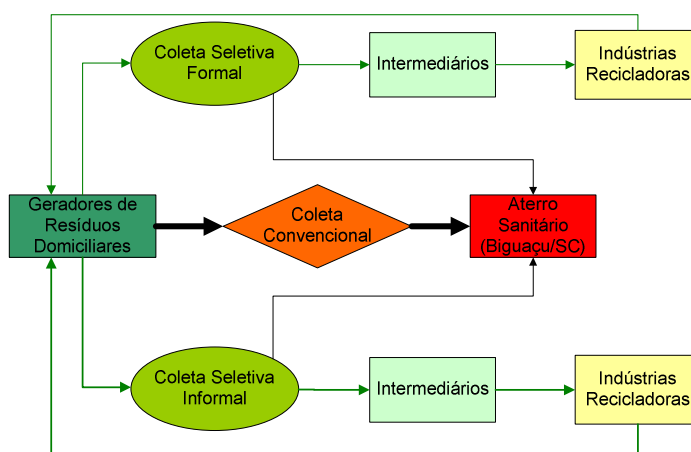 Coleta Seletiva
Formal
Intermediários
Indústrias
Recicladoras
Geradores de
Resíduos
Domiciliares
Coleta
Convencional
Aterro
Sanitário
(Biguaçu/SC)
Coleta Seletiva
Informal
Intermediários
Indústrias
Recicladoras